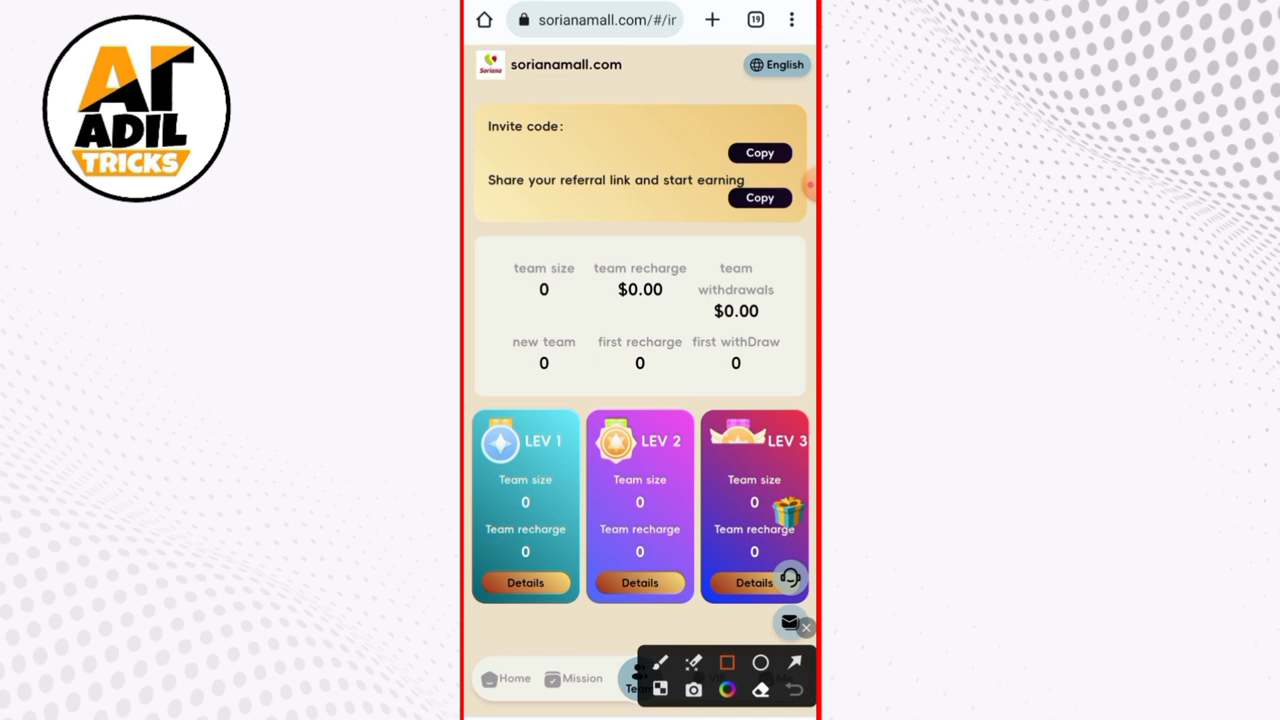 AT
ADIL
TRICKS
sorianamall.com/#/ir
19
Soriana
sorianamall.com
English
Invite code:
Copy
Share your referral link and start earning
Copy
team size
team recharge
team withdrawals
0
$0.00
$0.00
new team
first recharge
first withDraw
0
0
0
LEV 1
LEV 2
LEV 3
Team size
Team size
Team size
0
0
0
Team recharge
Team recharge
Team recharge
0
0
0
Details
Details
Details
Home
Mission